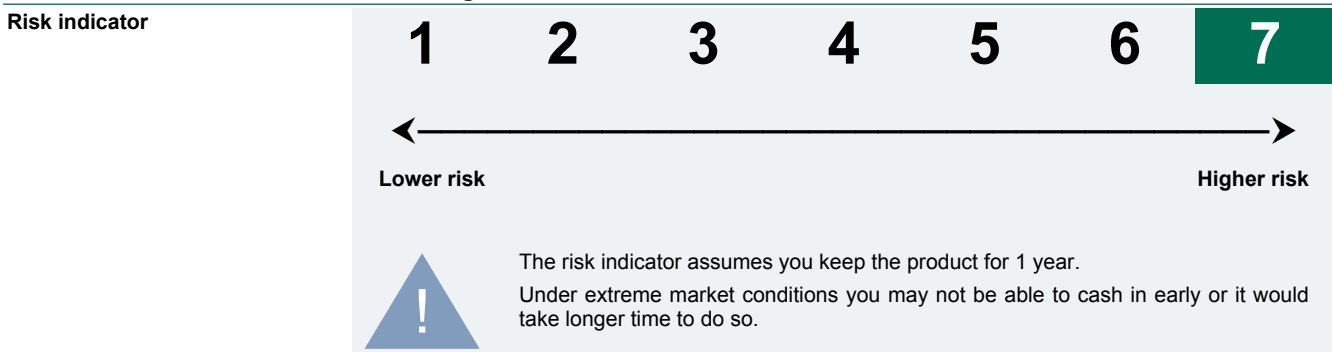 Risk indicator
1 2 3 4 5 6 7
Lower risk Higher risk
!
The risk indicator assumes you keep the product for 1 year.
Under extreme market conditions you may not be able to cash in early or it would
take longer time to do so.